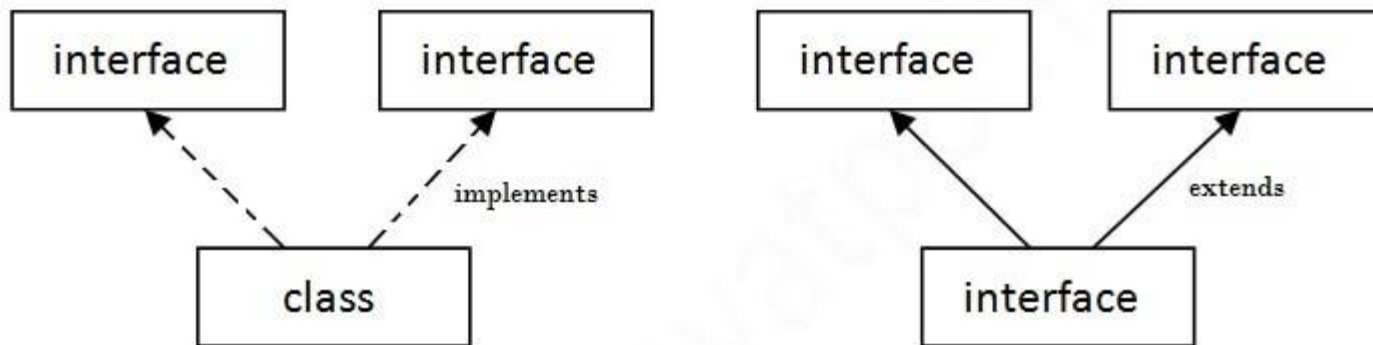 interface interface interface interface
implements extends
class interface